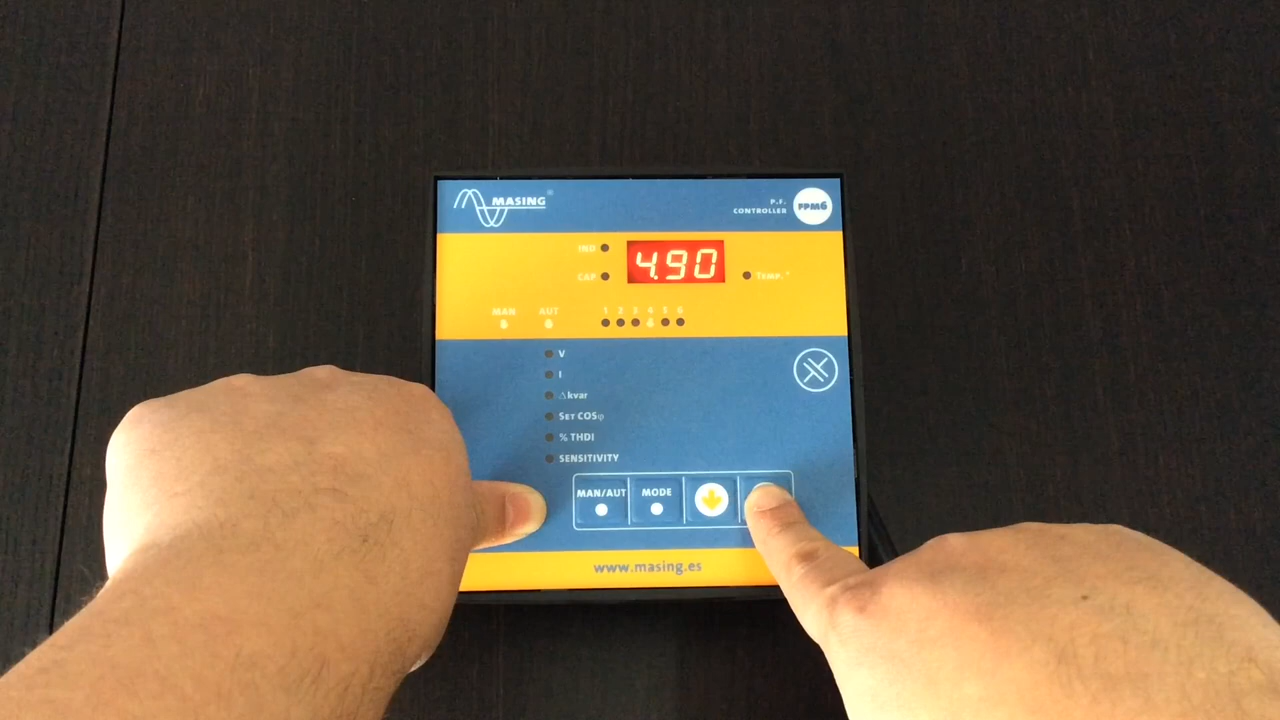 MASING®
P.F.
CONTROLLER
FPM6
IND
CAP
4.90
TEMP.°
MAN AUT
1 2 3 4 5 6
V
I
Δkvar
SET COSφ
% THDI
SENSITIVITY
MAN/AUT MODE
www.masing.es